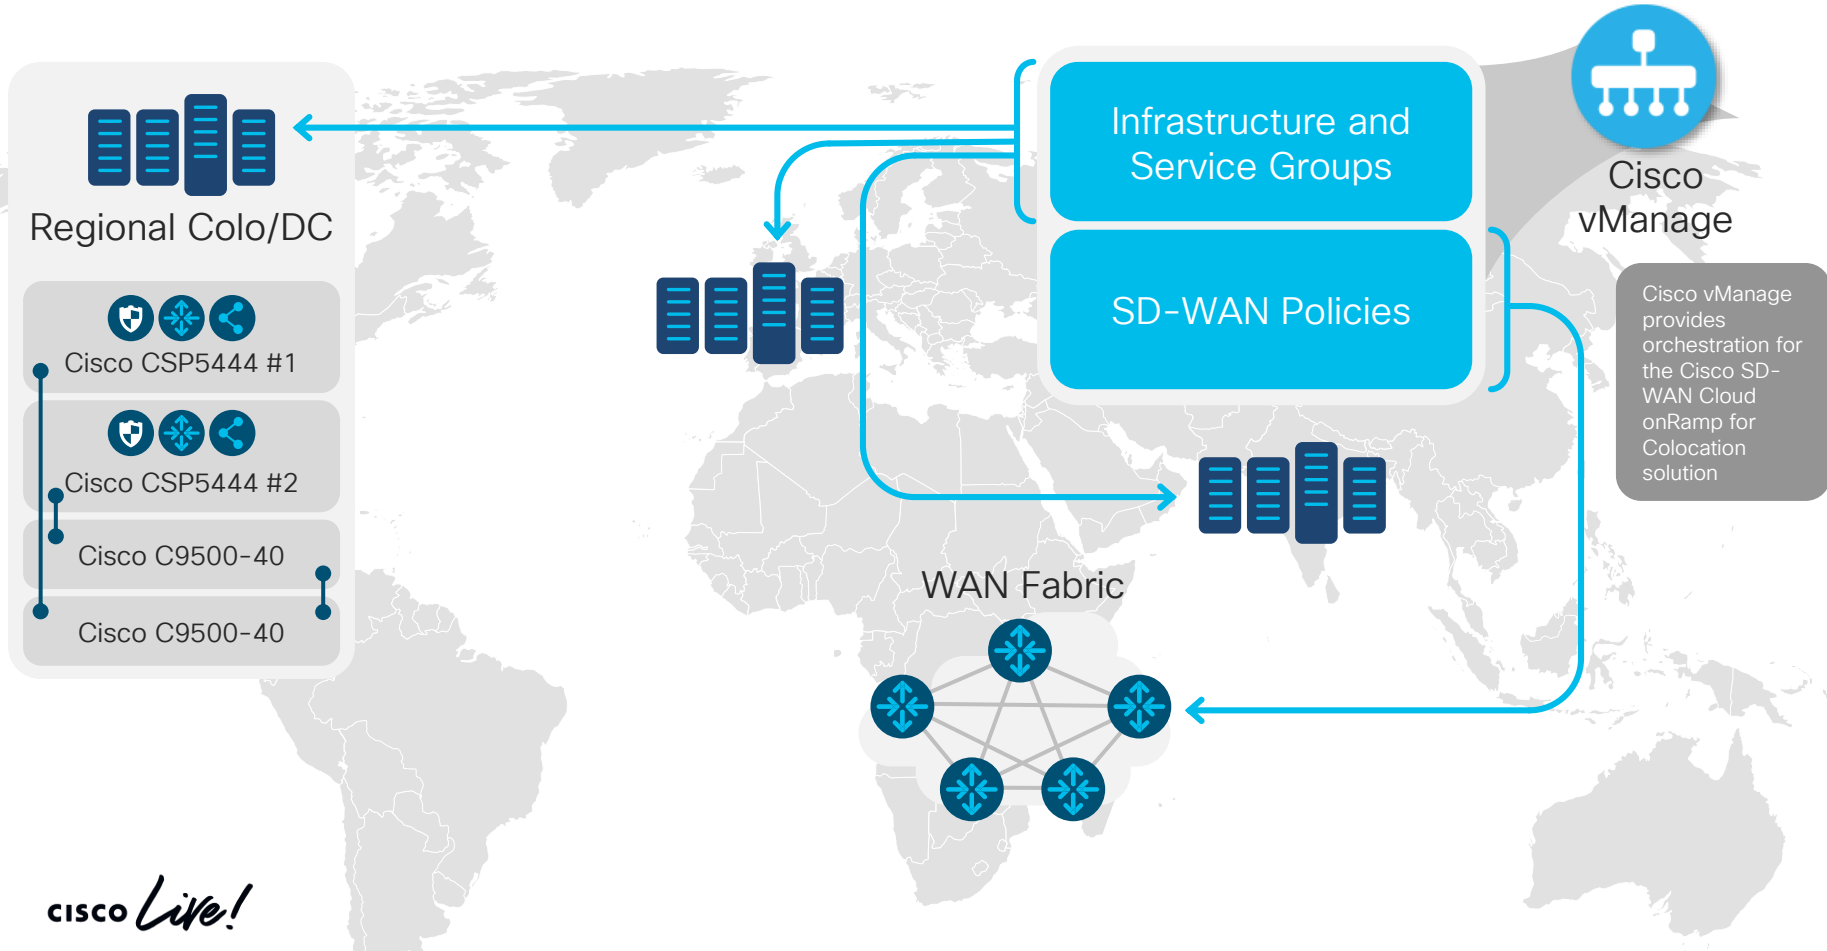 Infrastructure and
Service Groups
SD-WAN Policies
Cisco
vManage
Cisco vManage
provides
orchestration for
the Cisco SD-
WAN Cloud
onRamp for
Colocation
solution
Regional Colo/DC
Cisco CSP5444 #1
Cisco CSP5444 #2
Cisco C9500-40
Cisco C9500-40
WAN Fabric
CISCO Live!